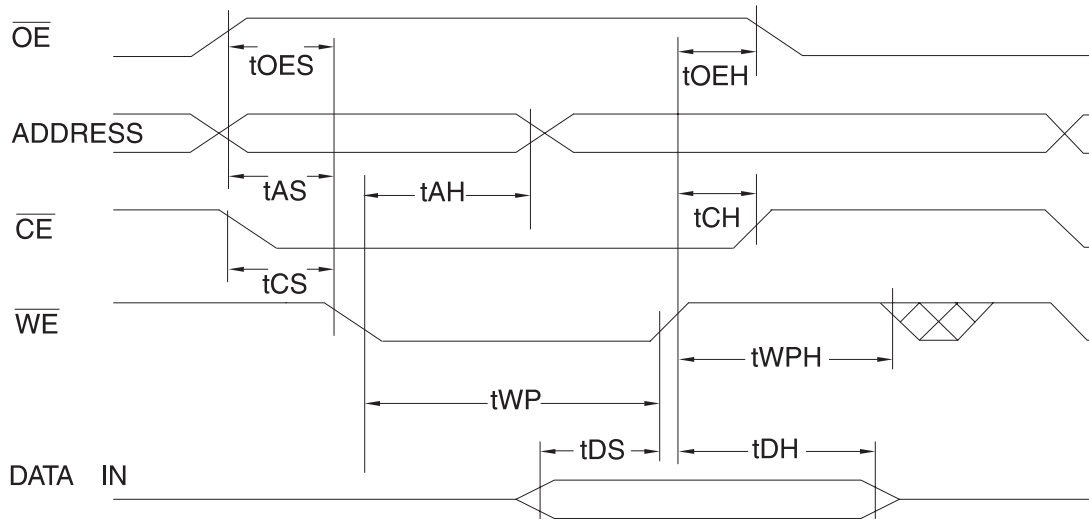 OE
tOES
tOEH
ADDRESS
tAS
tAH
CE
tCH
tCS
WE
tWPH
tWP
tDS
tDH
DATA IN